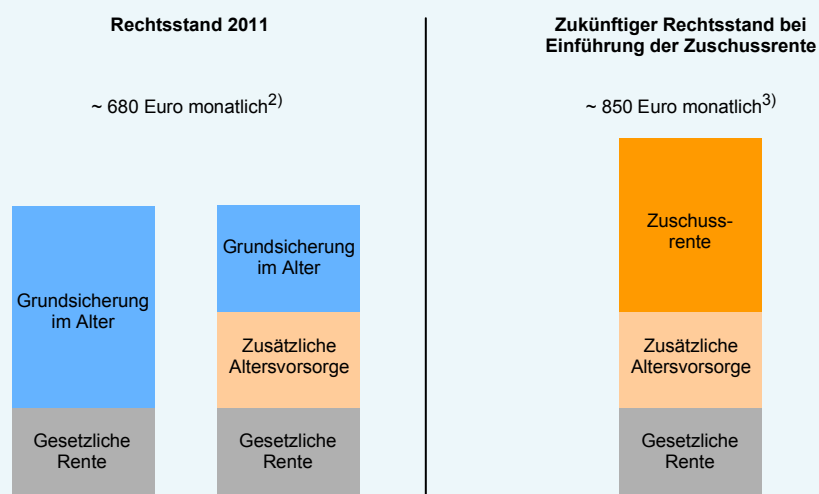 Rechtsstand 2011
~ 680 Euro monatlich2)
Grundsicherung
im Alter
Gesetzliche
Rente
Grundsicherung
im Alter
Zusätzliche
Altersvorsorge
Gesetzliche
Rente
Zukünftiger Rechtsstand bei
Einführung der Zuschussrente
~ 850 Euro monatlich3)
Zuschuss-
rente
Zusätzliche
Altersvorsorge
Gesetzliche
Rente